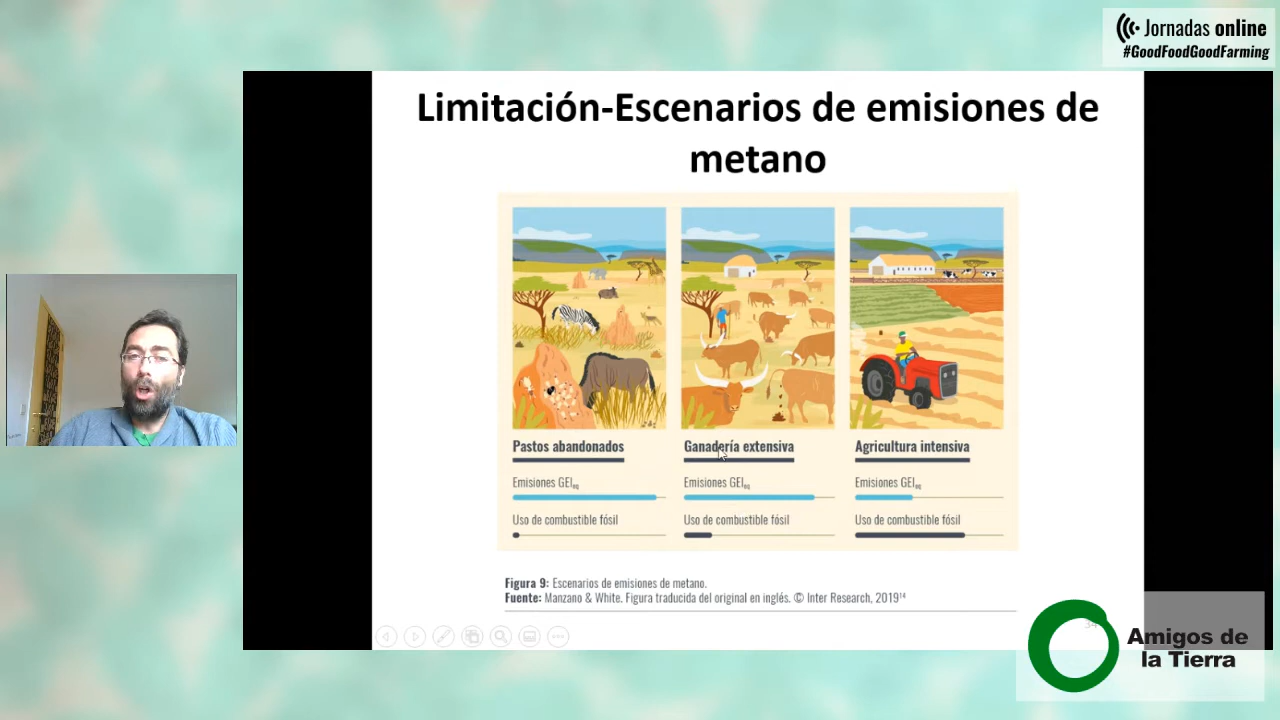 Jornadas online
#GoodFoodGoodFarming
Limitación-Escenarios de emisiones de
metano
Pastos abandonados
Emisiones GEIeq
Uso de combustible fósil
Ganadería extensiva
Emisiones GEIeq
Uso de combustible fósil
Agricultura intensiva
Emisiones GEIeq
Uso de combustible fósil
Figura 9: Escenarios de emisiones de metano.
Fuente: Manzano & White. Figura traducida del original en inglés. © Inter Research, 2019¹⁴
Amigos de
la Tierra